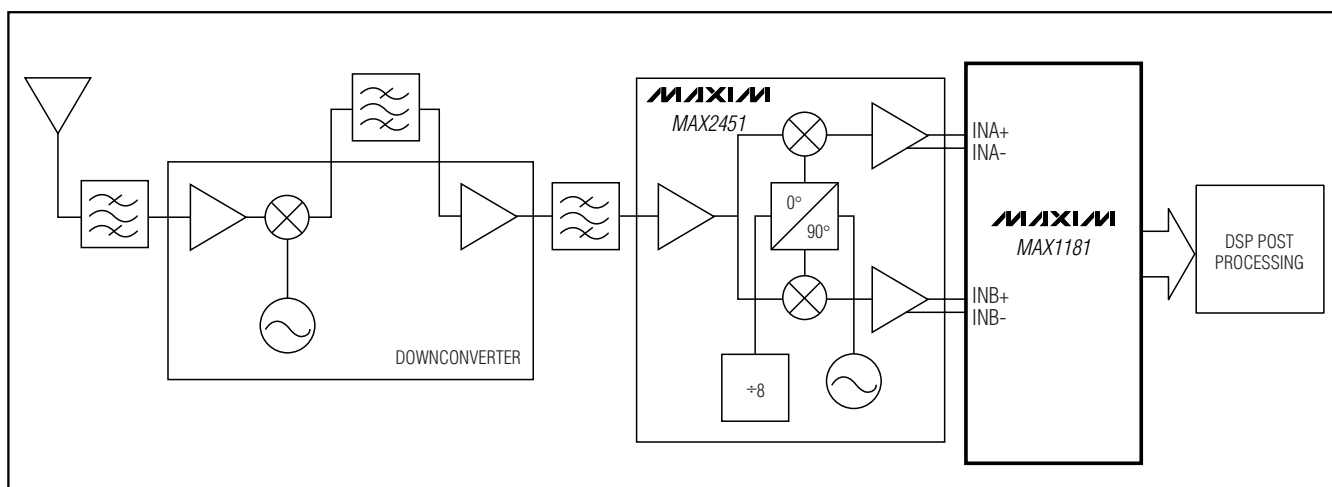 DOWNCONVERTER
MAXIM
MAX2451
0°
90°
÷8
INA+
INA-
MAXIM
MAX1181
INB+
INB-
DSP POST
PROCESSING